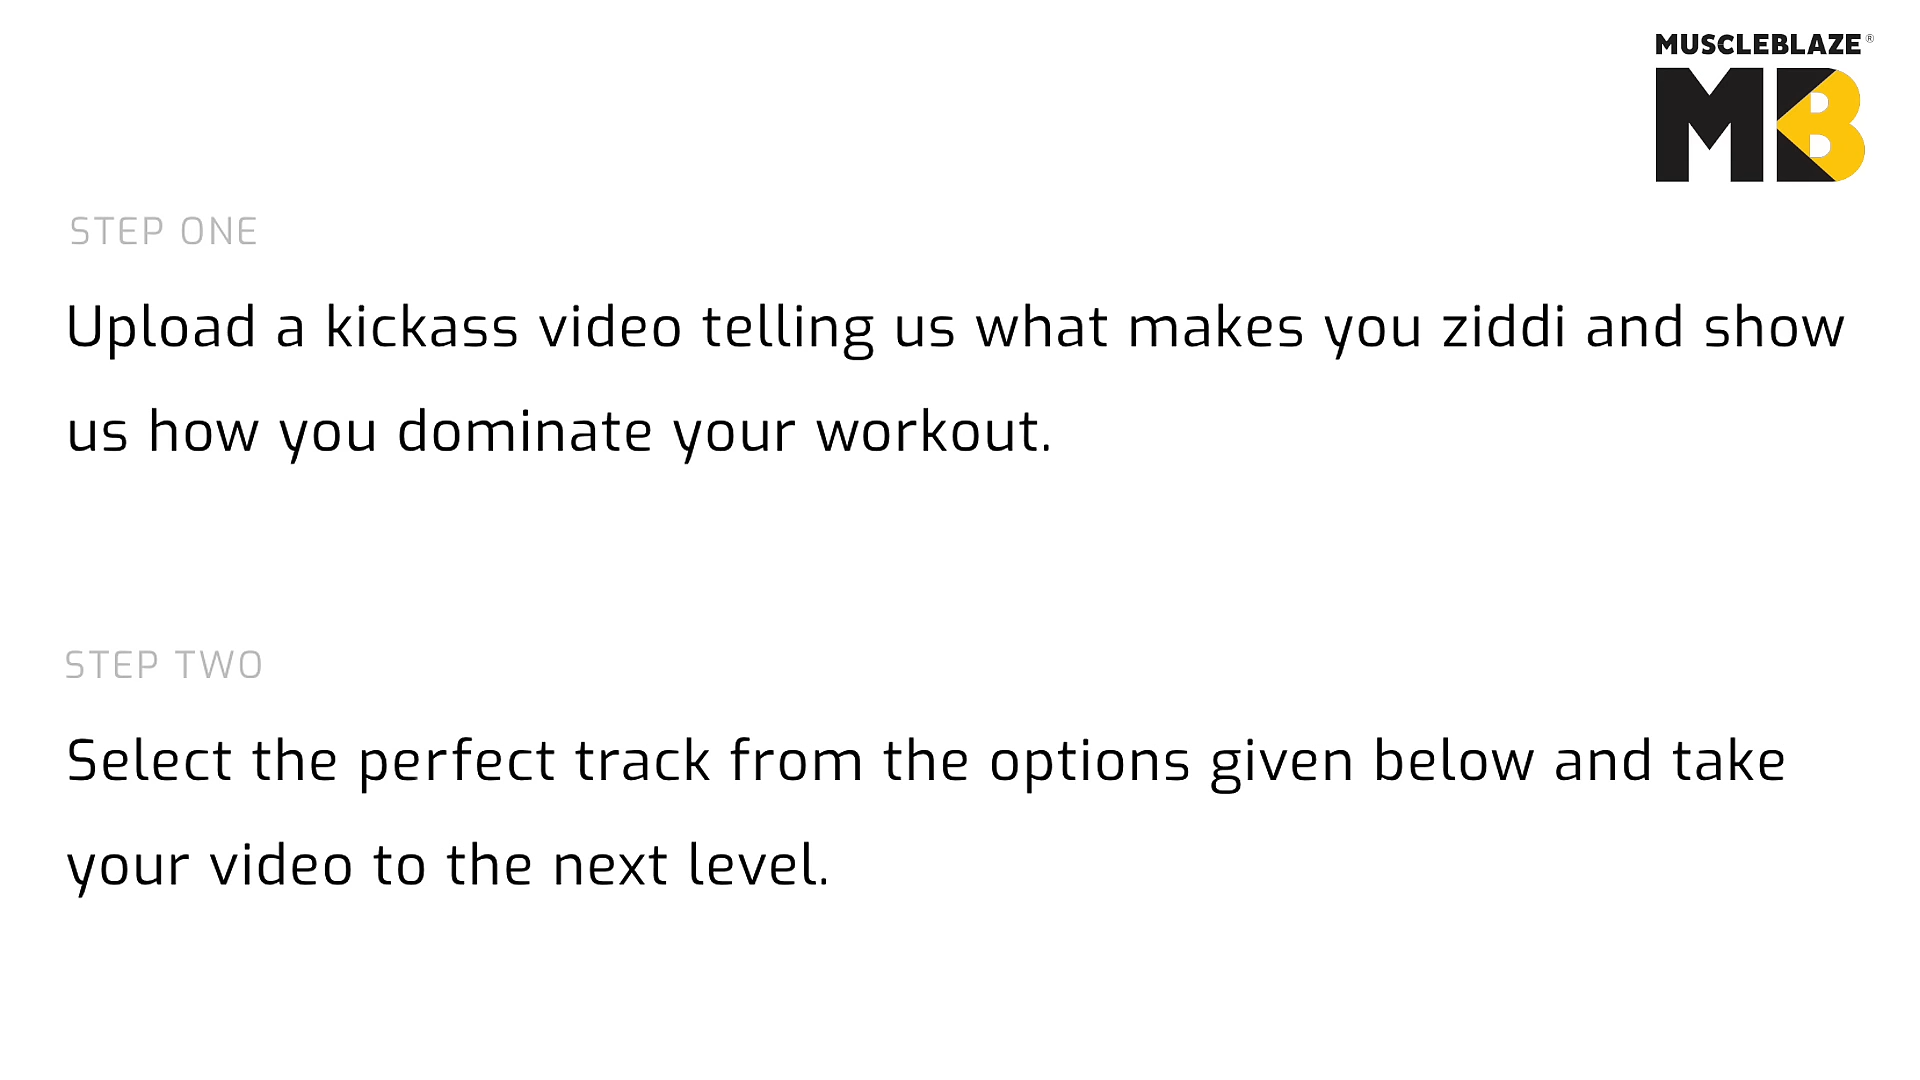 MUSCLEBLAZE®
MB
STEP ONE
Upload a kickass video telling us what makes you ziddi and show
us how you dominate your workout.
STEP TWO
Select the perfect track from the options given below and take
your video to the next level.